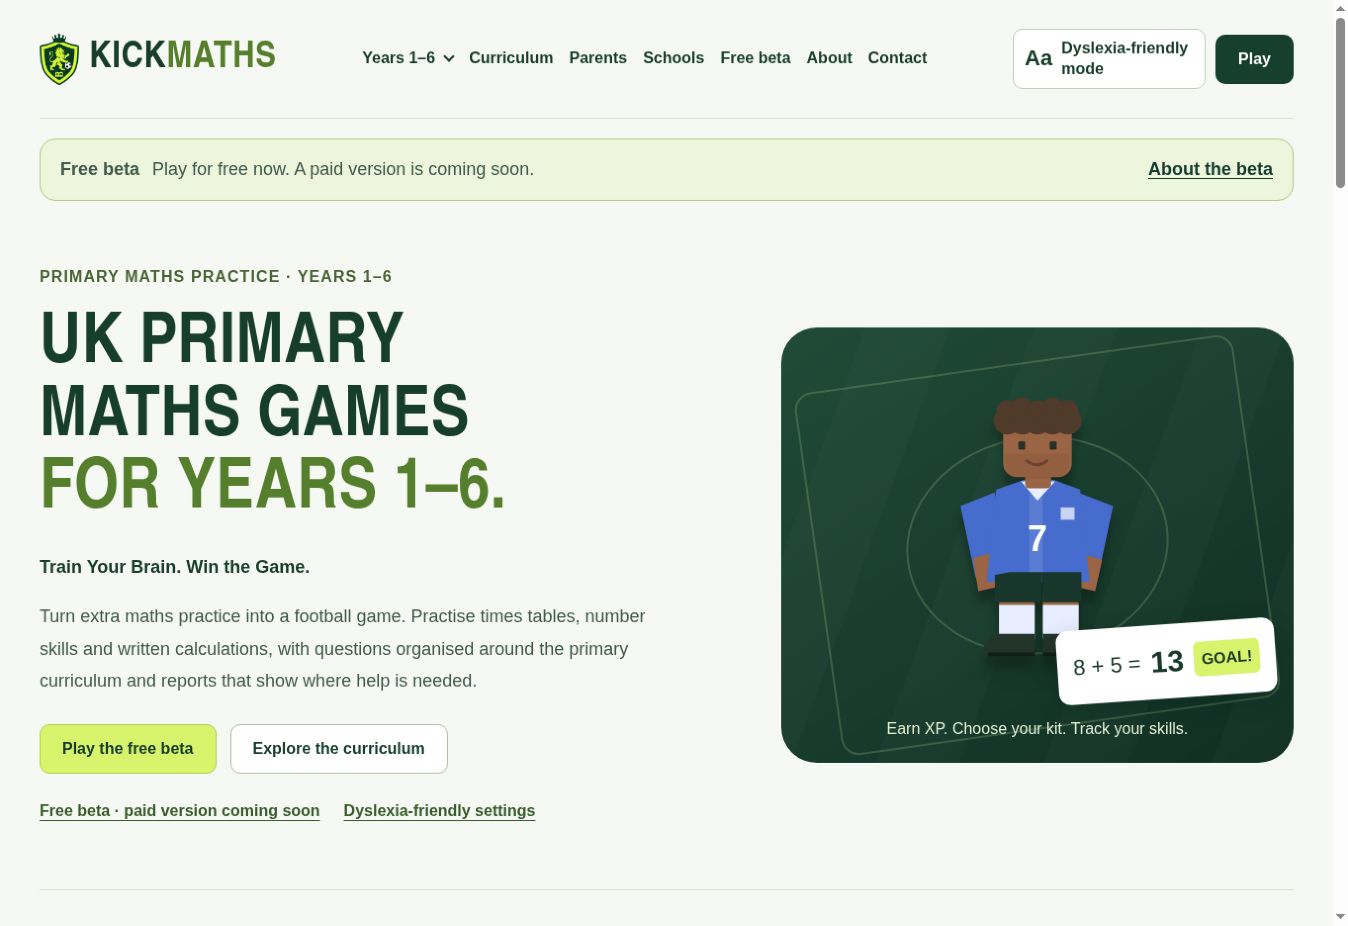 KICKMATHS
Years 1–6
Curriculum
Parents
Schools
Free beta
About
Contact
Aa
Dyslexia-friendly
mode
Play
Free beta Play for free now. A paid version is coming soon.
About the beta
PRIMARY MATHS PRACTICE · YEARS 1–6
UK PRIMARY
MATHS GAMES
FOR YEARS 1–6.
Train Your Brain. Win the Game.
Turn extra maths practice into a football game. Practise times tables, number
skills and written calculations, with questions organised around the primary
curriculum and reports that show where help is needed.
Play the free beta
Explore the curriculum
Free beta · paid version coming soon
Dyslexia-friendly settings
7
8 + 5 = 13 GOAL!
Earn XP. Choose your kit. Track your skills.